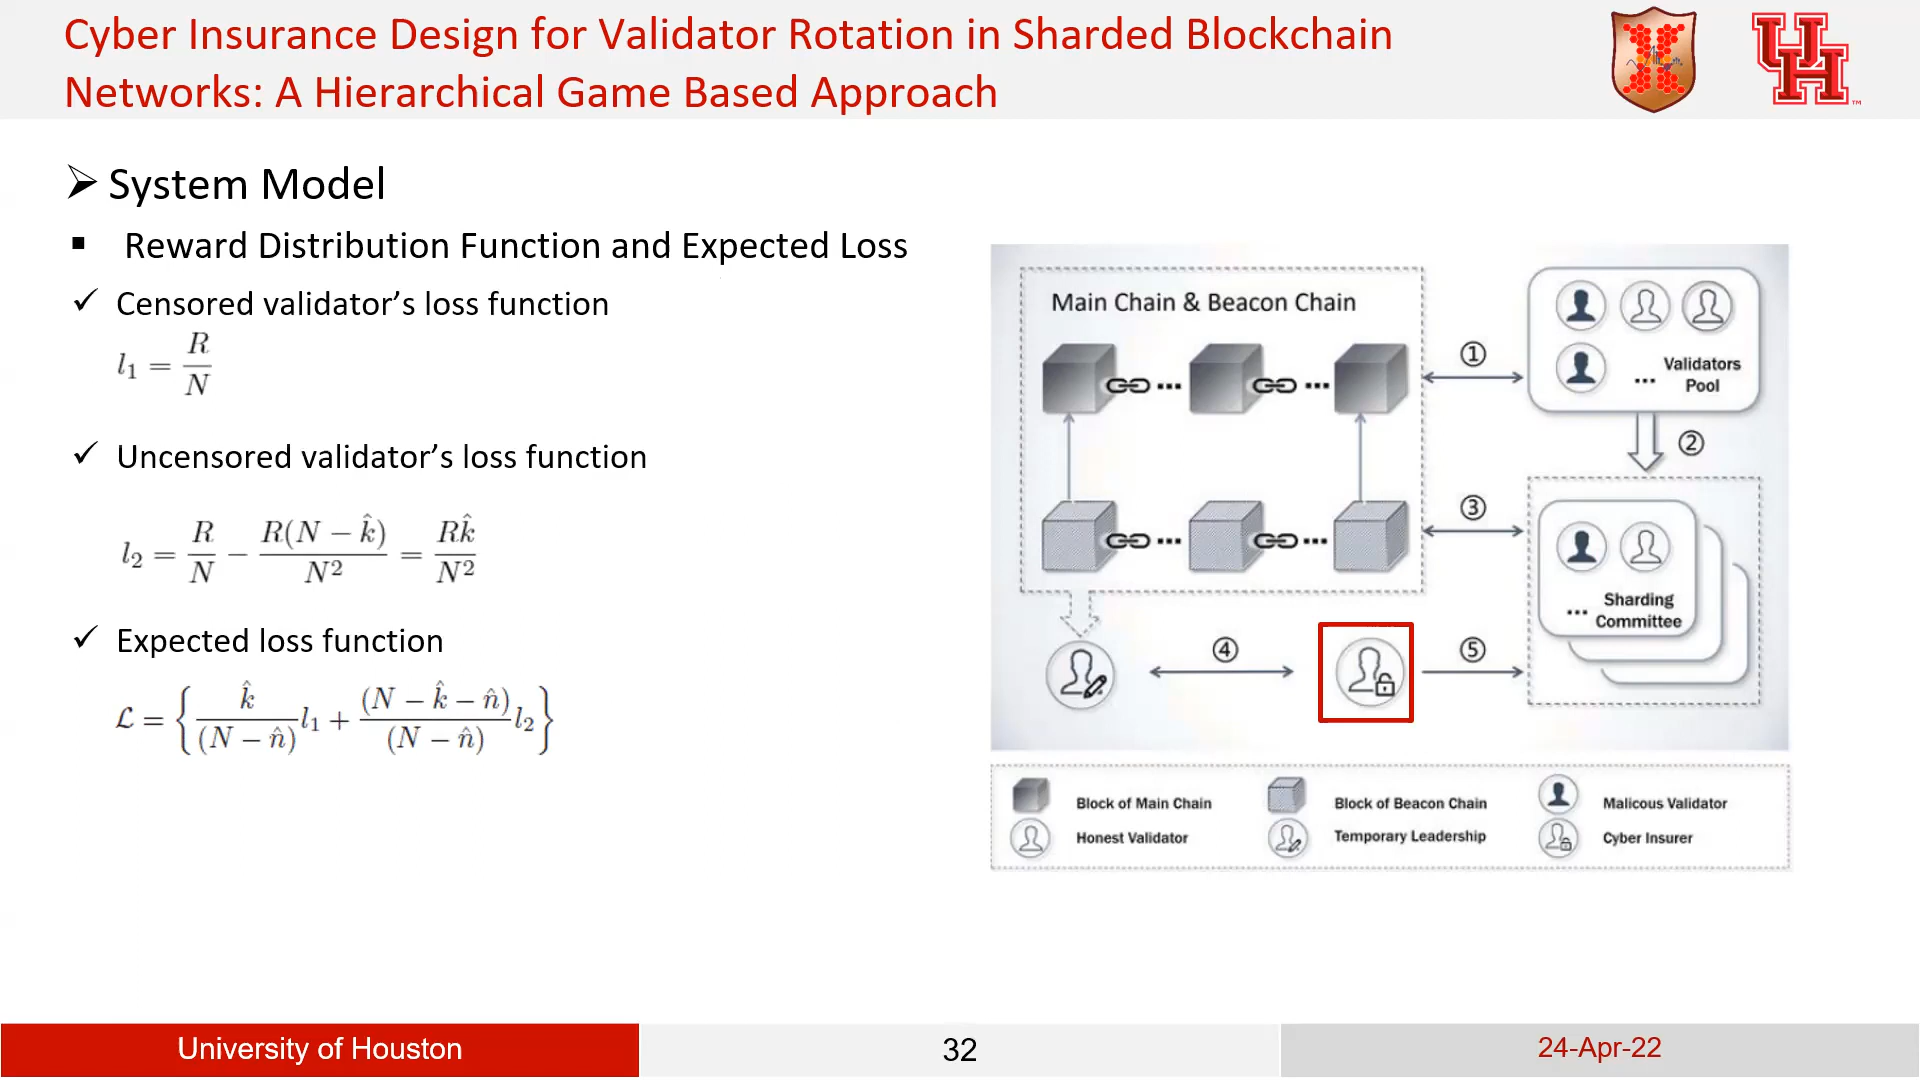 Cyber Insurance Design for Validator Rotation in Sharded Blockchain
Networks: A Hierarchical Game Based Approach
UH
™
➢ System Model
▪ Reward Distribution Function and Expected Loss
✓ Censored validator’s loss function
l₁ = R/N
✓ Uncensored validator’s loss function
l₂ = R/N − R(N − k̂)/N² = Rk̂/N²
✓ Expected loss function
ℒ = { k̂/(N − n̂) l₁ + (N − k̂ − n̂)/(N − n̂) l₂ }
Main Chain & Beacon Chain
①
... ...
... Validators
Pool
②
③
... ...
... Sharding
Committee
④
⑤
Block of Main Chain
Block of Beacon Chain
Malicous Validator
Honest Validator
Temporary Leadership
Cyber Insurer
University of Houston
32
24-Apr-22